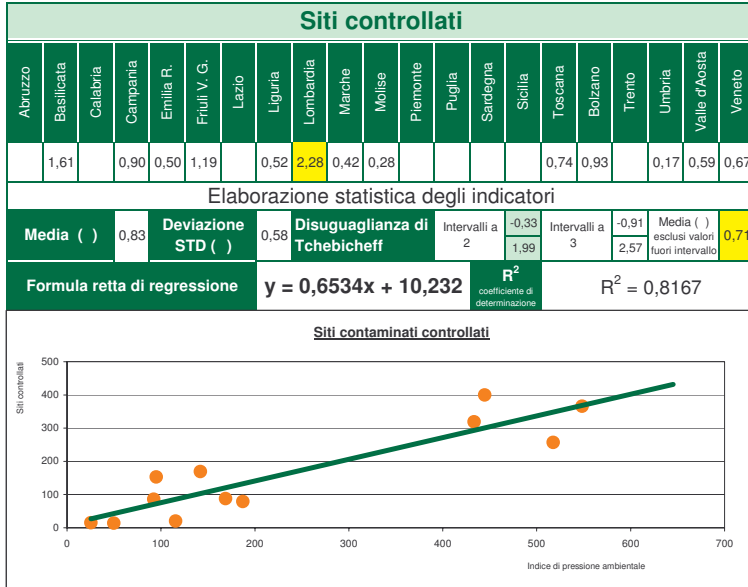 Siti controllati
Abruzzo Basilicata Calabria Campania Emilia R. Friuli V. G. Lazio Liguria Lombardia Marche Molise Piemonte Puglia Sardegna Sicilia Toscana Bolzano Trento Umbria Valle d'Aosta Veneto
1,61 0,90 0,50 1,19 0,52 2,28 0,42 0,28 0,74 0,93 0,17 0,59 0,67
Elaborazione statistica degli indicatori
Media ( ) 0,83 Deviazione STD ( ) 0,58 Disuguaglianza di Tchebicheff Intervalli a 2 -0,33 1,99 Intervalli a 3 -0,91 2,57 Media ( ) esclusi valori fuori intervallo 0,71
Formula retta di regressione y = 0,6534x + 10,232 R² coefficiente di determinazione R² = 0,8167
Siti contaminati controllati
Siti controllati
500
400
300
200
100
0
0 100 200 300 400 500 600 700
Indice di pressione ambientale